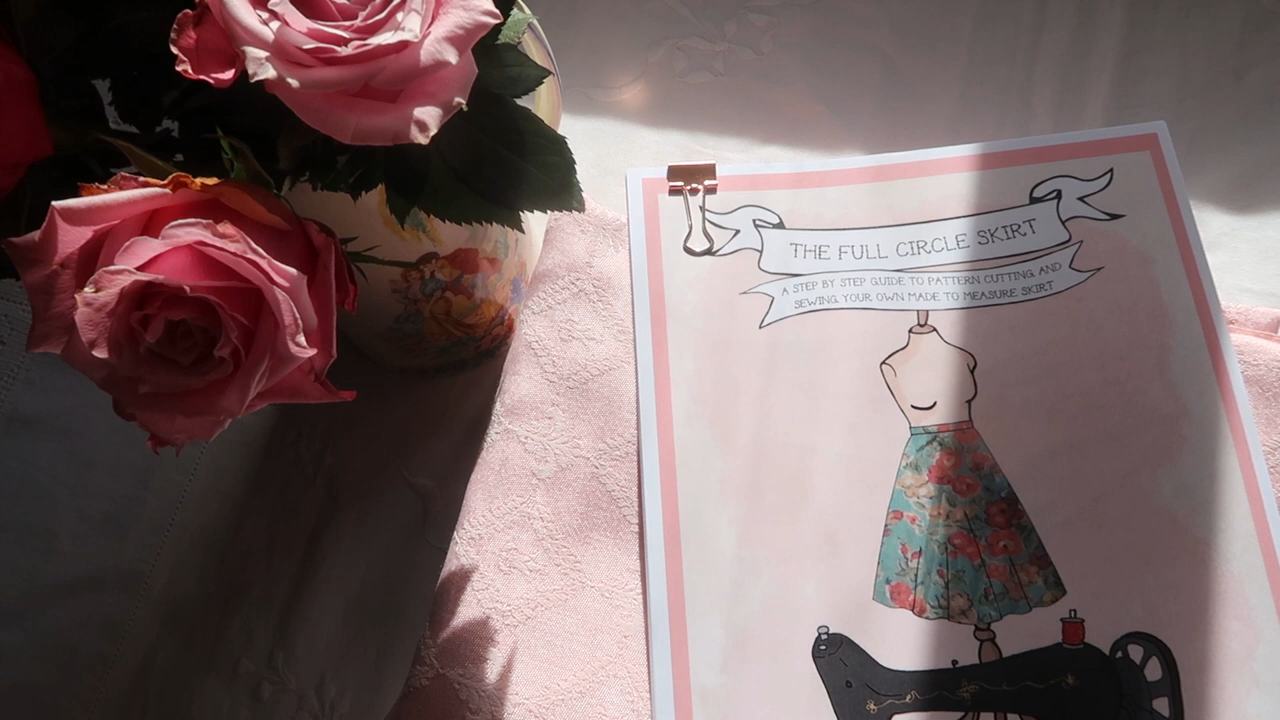 THE FULL CIRCLE SKIRT
A STEP BY STEP GUIDE TO PATTERN CUTTING AND
SEWING YOUR OWN MADE TO MEASURE SKIRT